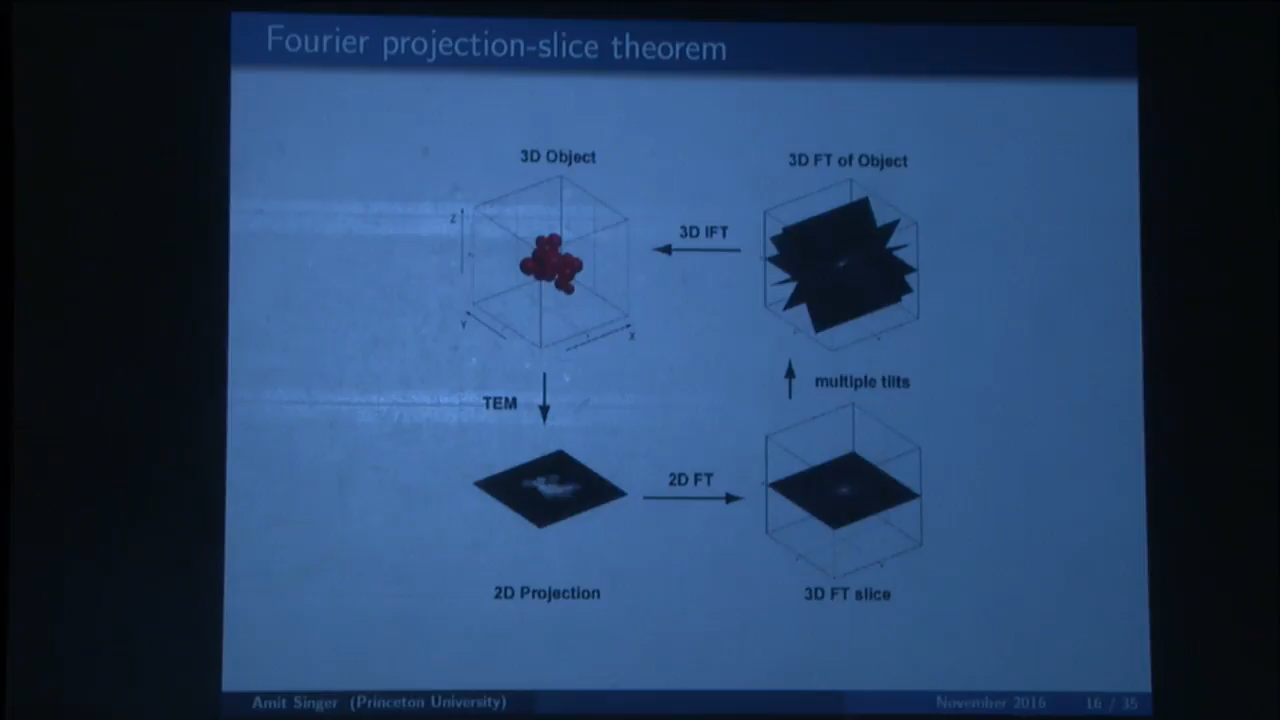 Fourier projection-slice theorem
3D Object
3D FT of Object
Z
3D IFT
Y
X
TEM
multiple tilts
2D FT
2D Projection
3D FT slice
Amit Singer (Princeton University)
November 2016
16 / 35